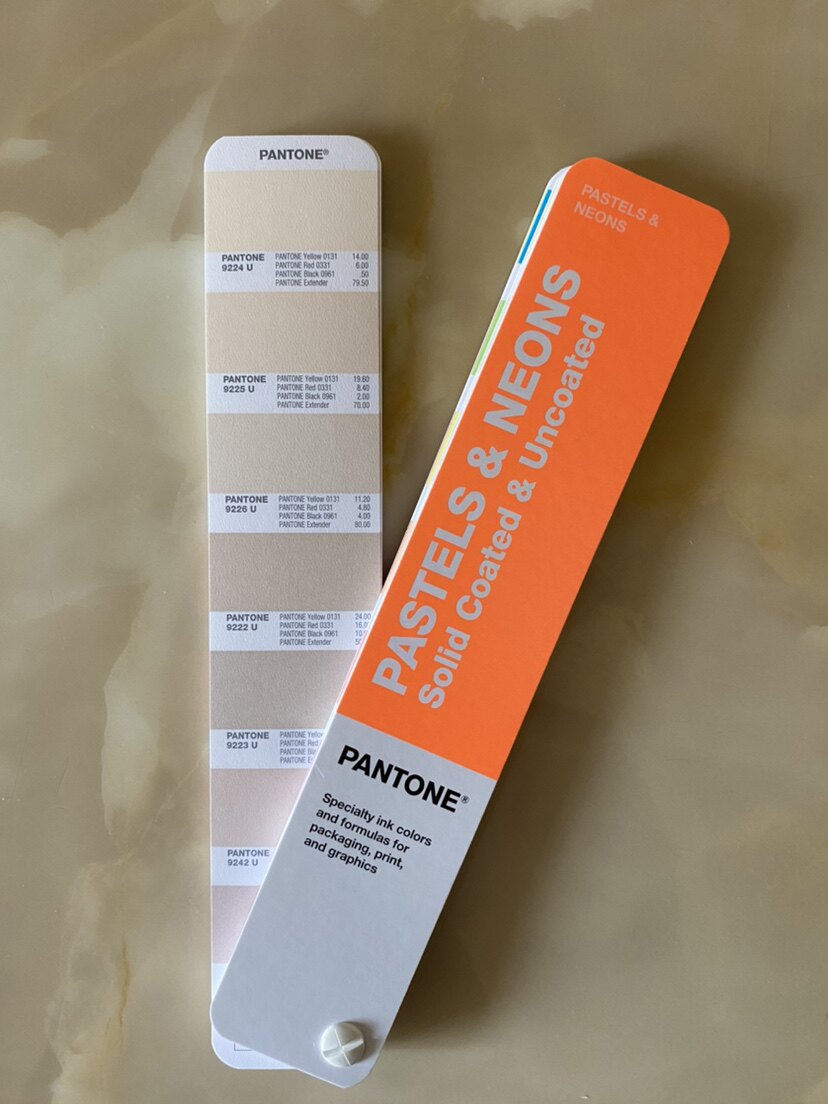 PANTONE®
PANTONE
9224 U
PANTONE Yellow 0131 14.00
PANTONE Red 0331 6.00
PANTONE Black 0961 .50
PANTONE Extender 79.50
PANTONE
9225 U
PANTONE Yellow 0131 19.60
PANTONE Red 0331 8.40
PANTONE Black 0961 2.00
PANTONE Extender 70.00
PANTONE
9226 U
PANTONE Yellow 0131 11.20
PANTONE Red 0331 4.80
PANTONE Black 0961 4.00
PANTONE Extender 80.00
PANTONE
9222 U
PANTONE Yellow 0131 24.00
PANTONE Red 0331
PANTONE Black 0961
PANTONE Extender
PANTONE
9223 U
PANTONE
PANTONE Red
PANTONE
PANTONE
PANTONE
9242 U
PASTELS &
NEONS
PASTELS & NEONS
Solid Coated & Uncoated
PANTONE®
Specialty ink colors
and formulas for
packaging, print,
and graphics